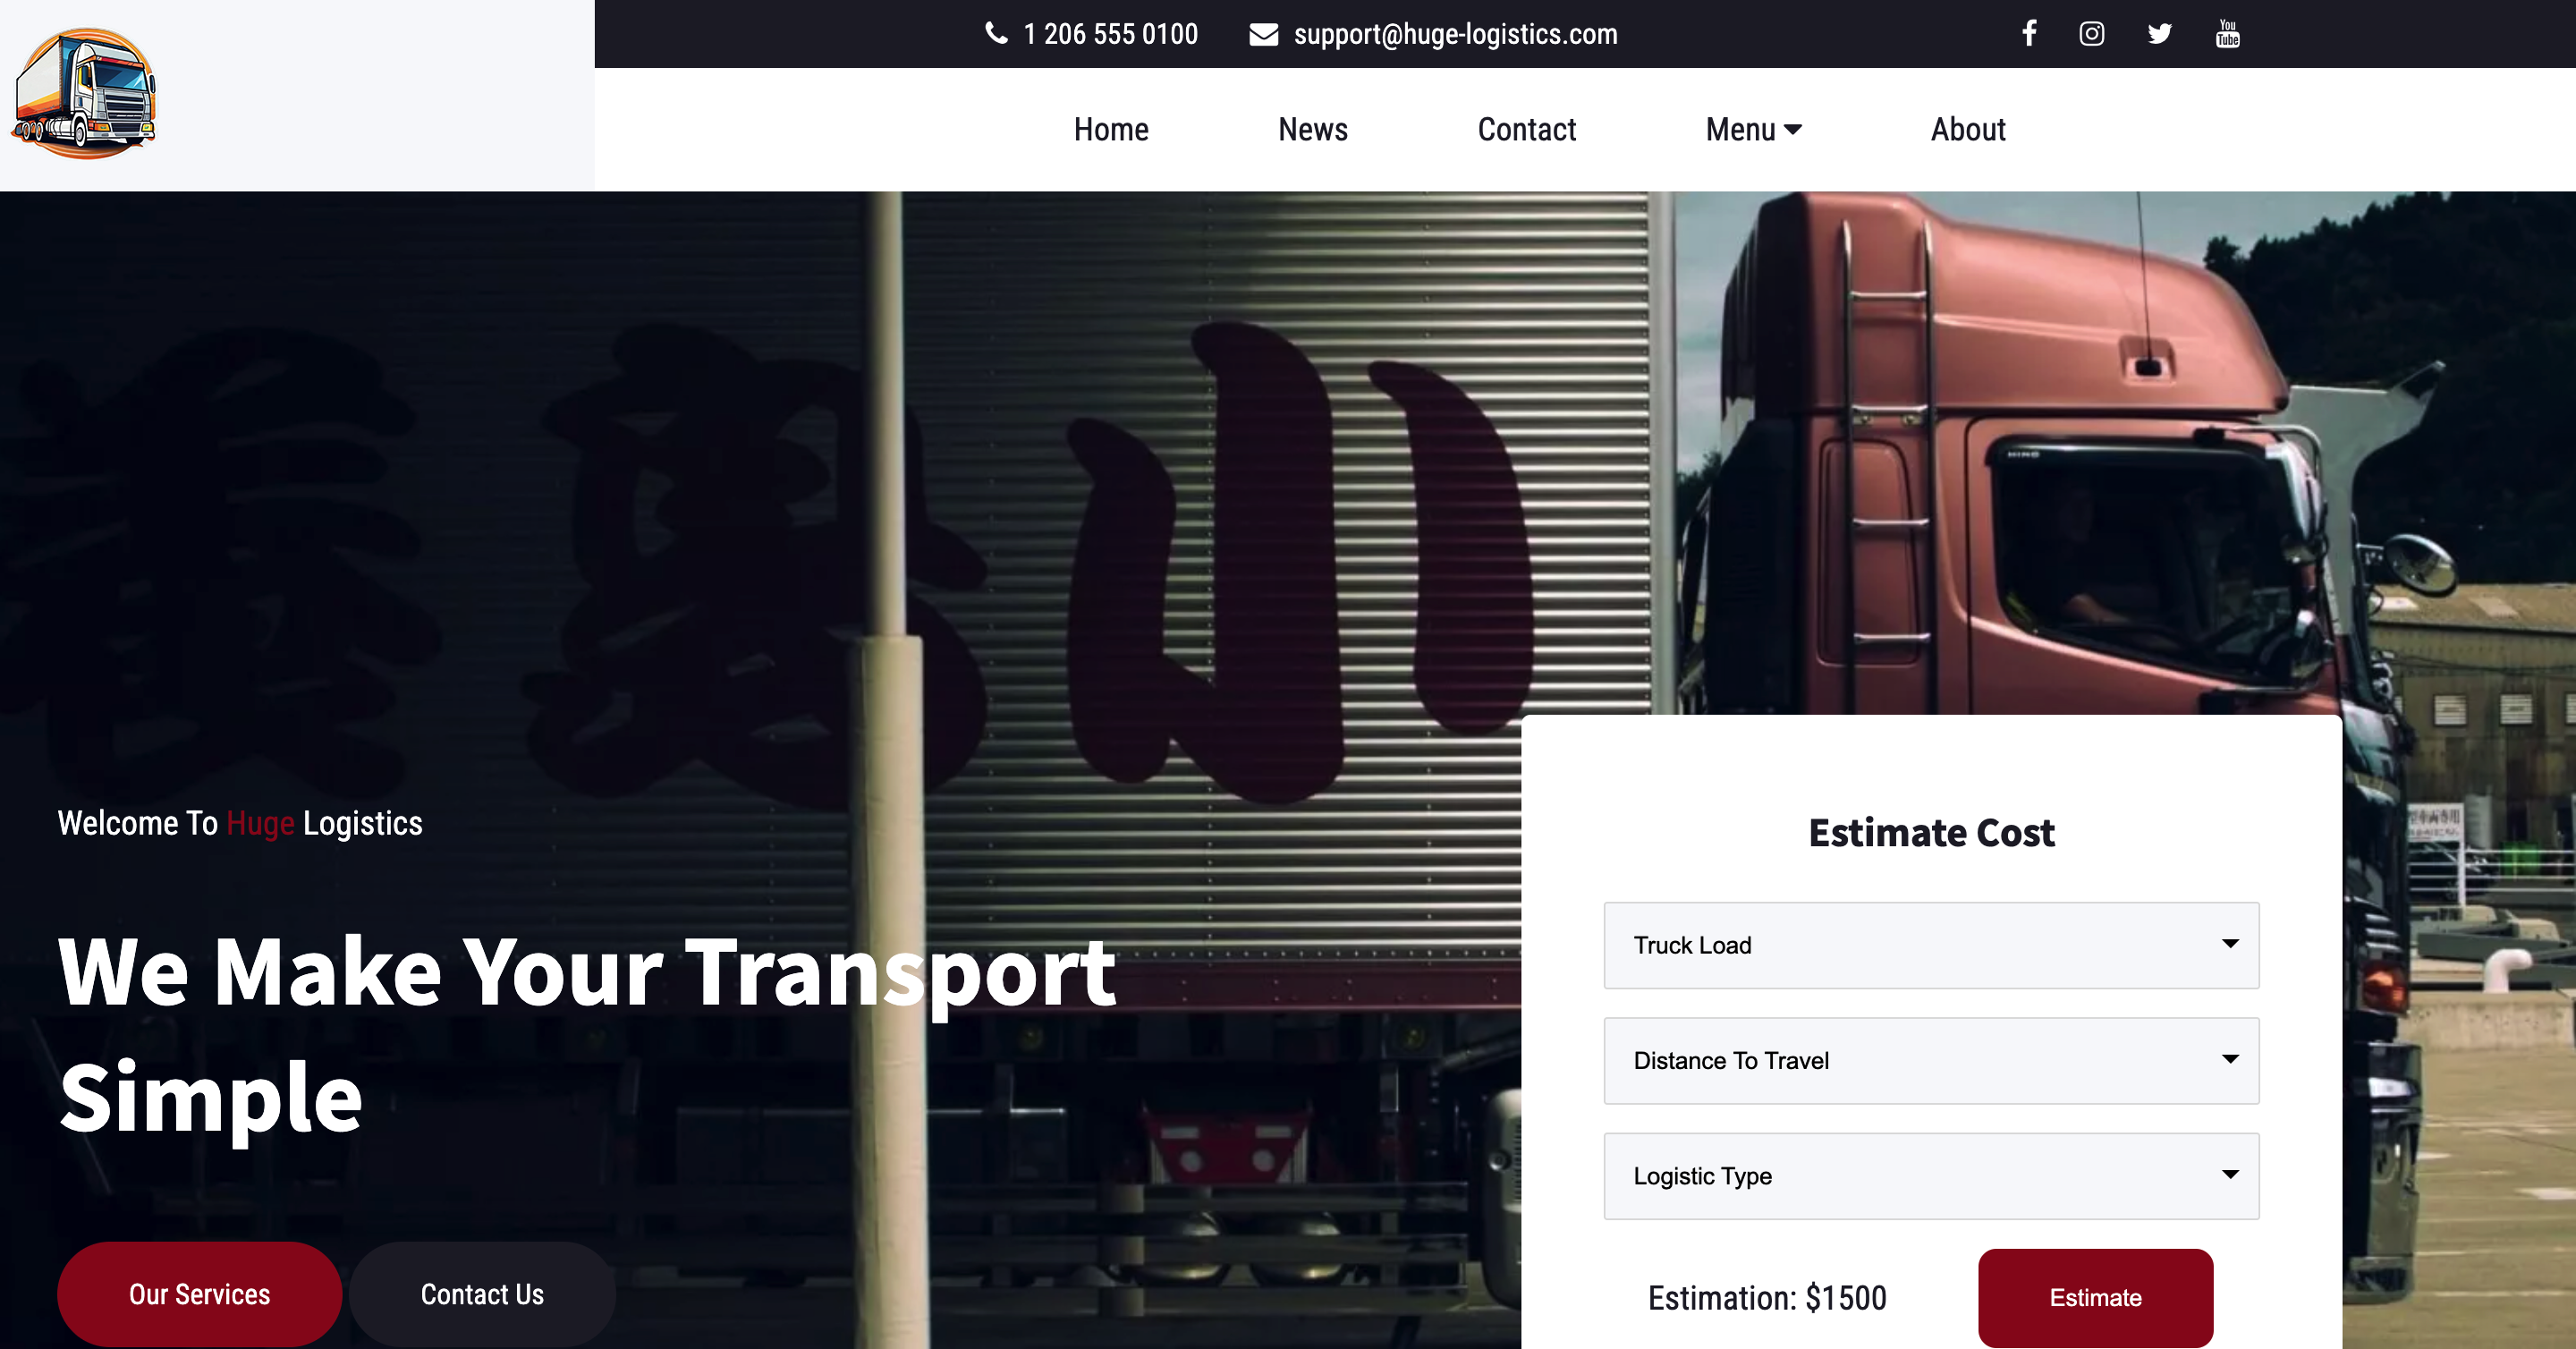 1 206 555 0100
support@huge-logistics.com
You
Tube
Home
News
Contact
Menu
About
HINO
Welcome To Huge Logistics
We Make Your Transport
Simple
Our Services
Contact Us
Estimate Cost
Truck Load
Distance To Travel
Logistic Type
Estimation: $1500
Estimate